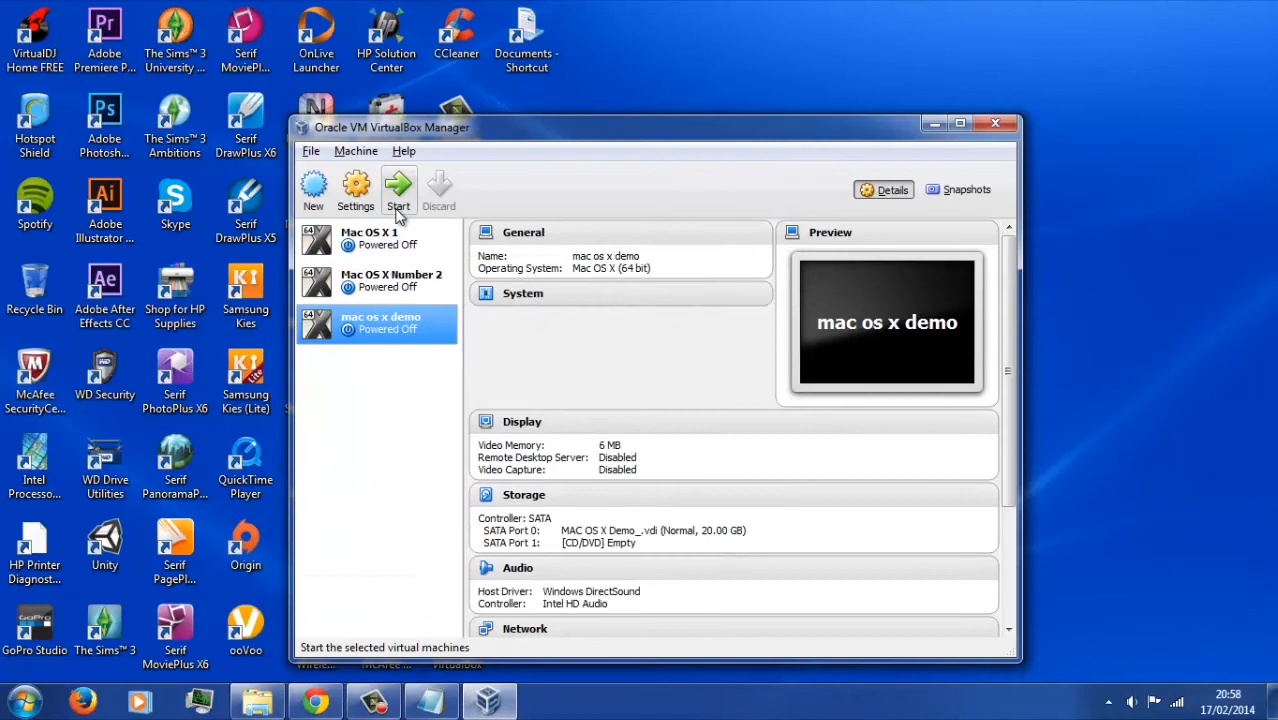 VirtualDJ
Home FREE
Adobe
Premiere P...
The Sims™ 3
University ...
Serif
MoviePl...
OnLive
Launcher
HP Solution
Center
CCleaner
Documents -
Shortcut
Hotspot
Shield
Adobe
Photosh...
The Sims™ 3
Ambitions
Serif
DrawPlus X6
Spotify
Adobe
Illustrator ...
Skype
Serif
DrawPlus X5
Recycle Bin
Adobe After
Effects CC
Shop for HP
Supplies
Samsung
Kies
McAfee
SecurityCe...
WD Security
Serif
PhotoPlus X6
Samsung
Kies (Lite)
Intel
Processo...
WD Drive
Utilities
Serif
PanoramaP...
QuickTime
Player
HP Printer
Diagnost...
Unity
Serif
PagePl...
Origin
GoPro Studio
The Sims™ 3
Serif
MoviePlus X6
ooVoo
Oracle VM VirtualBox Manager
File Machine Help
New Settings Start Discard
Details Snapshots
Mac OS X 1
Powered Off
Mac OS X Number 2
Powered Off
mac os x demo
Powered Off
General
Name: mac os x demo
Operating System: Mac OS X (64 bit)
System
Preview
mac os x demo
Display
Video Memory: 6 MB
Remote Desktop Server: Disabled
Video Capture: Disabled
Storage
Controller: SATA
SATA Port 0: MAC OS X Demo_.vdi (Normal, 20.00 GB)
SATA Port 1: [CD/DVD] Empty
Audio
Host Driver: Windows DirectSound
Controller: Intel HD Audio
Network
Start the selected virtual machines
20:58
17/02/2014